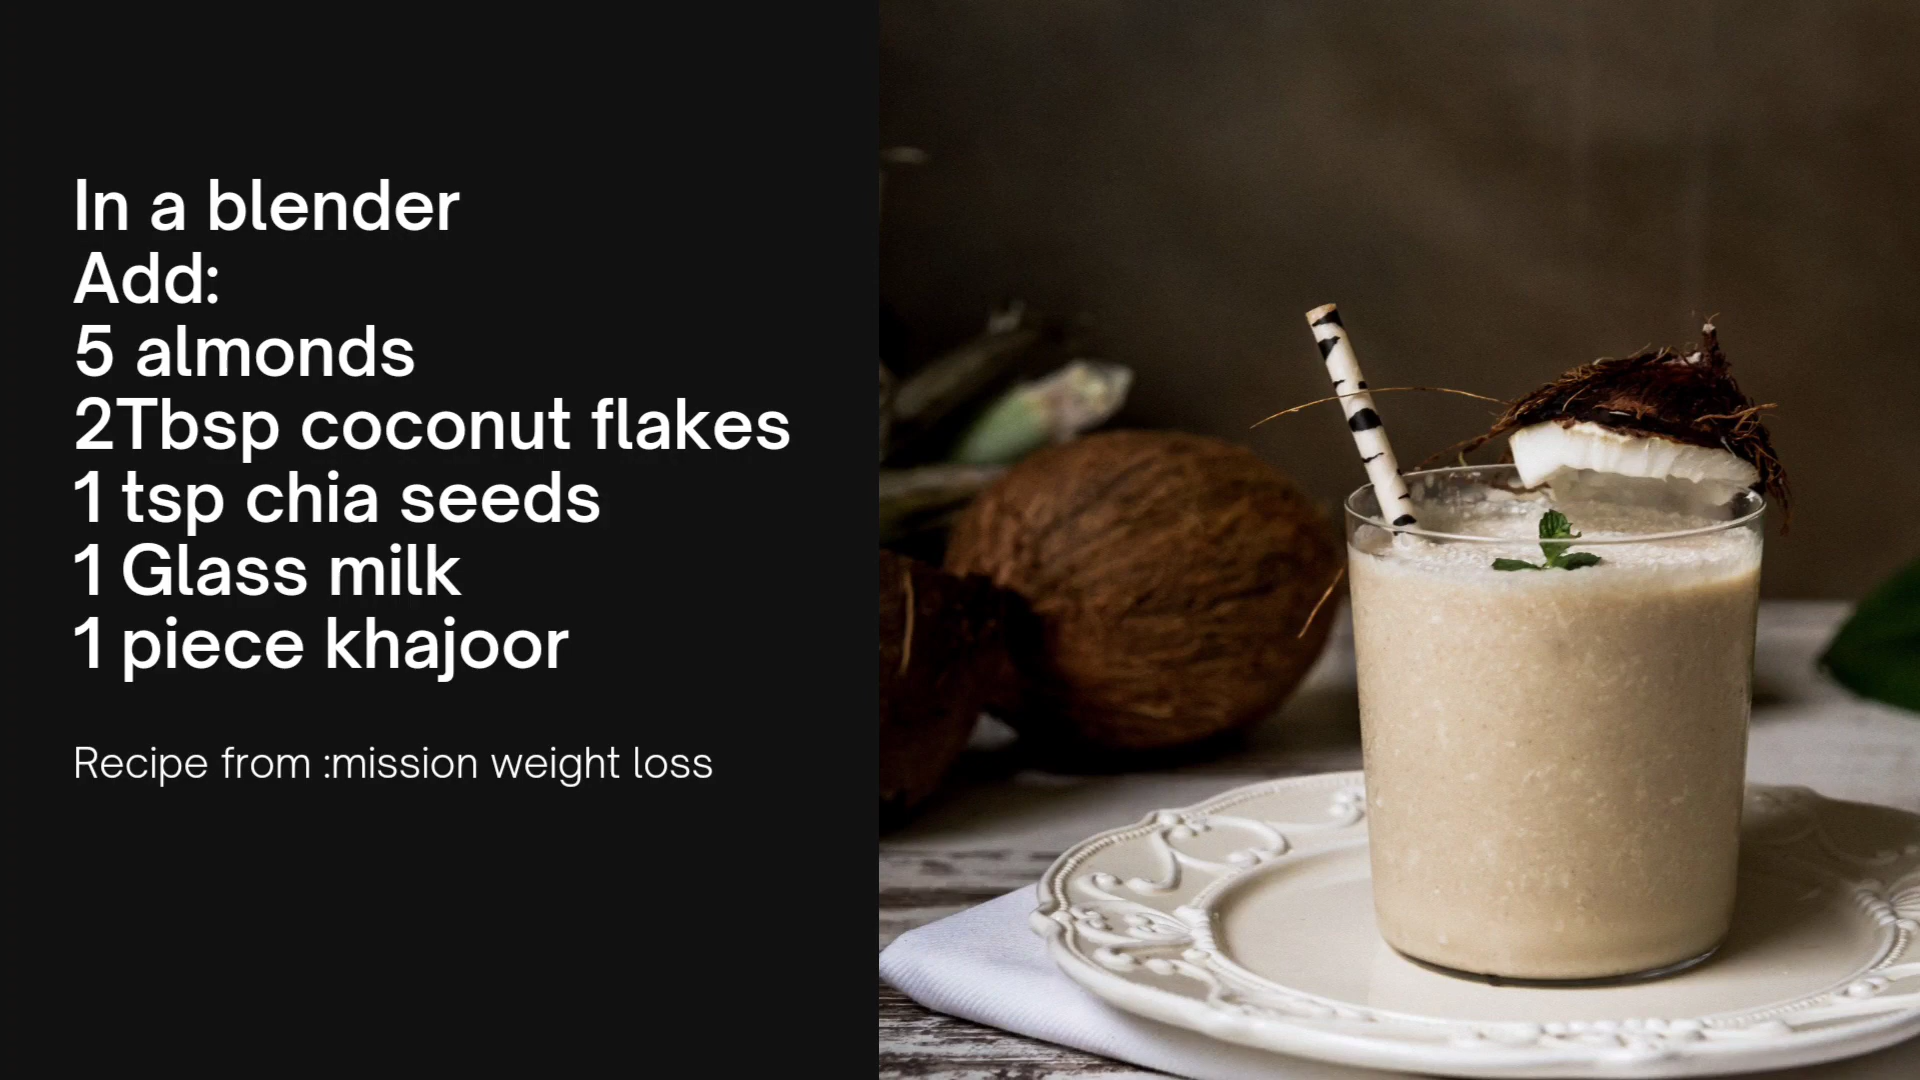 In a blender
Add:
5 almonds
2Tbsp coconut flakes
1 tsp chia seeds
1 Glass milk
1 piece khajoor
Recipe from :mission weight loss